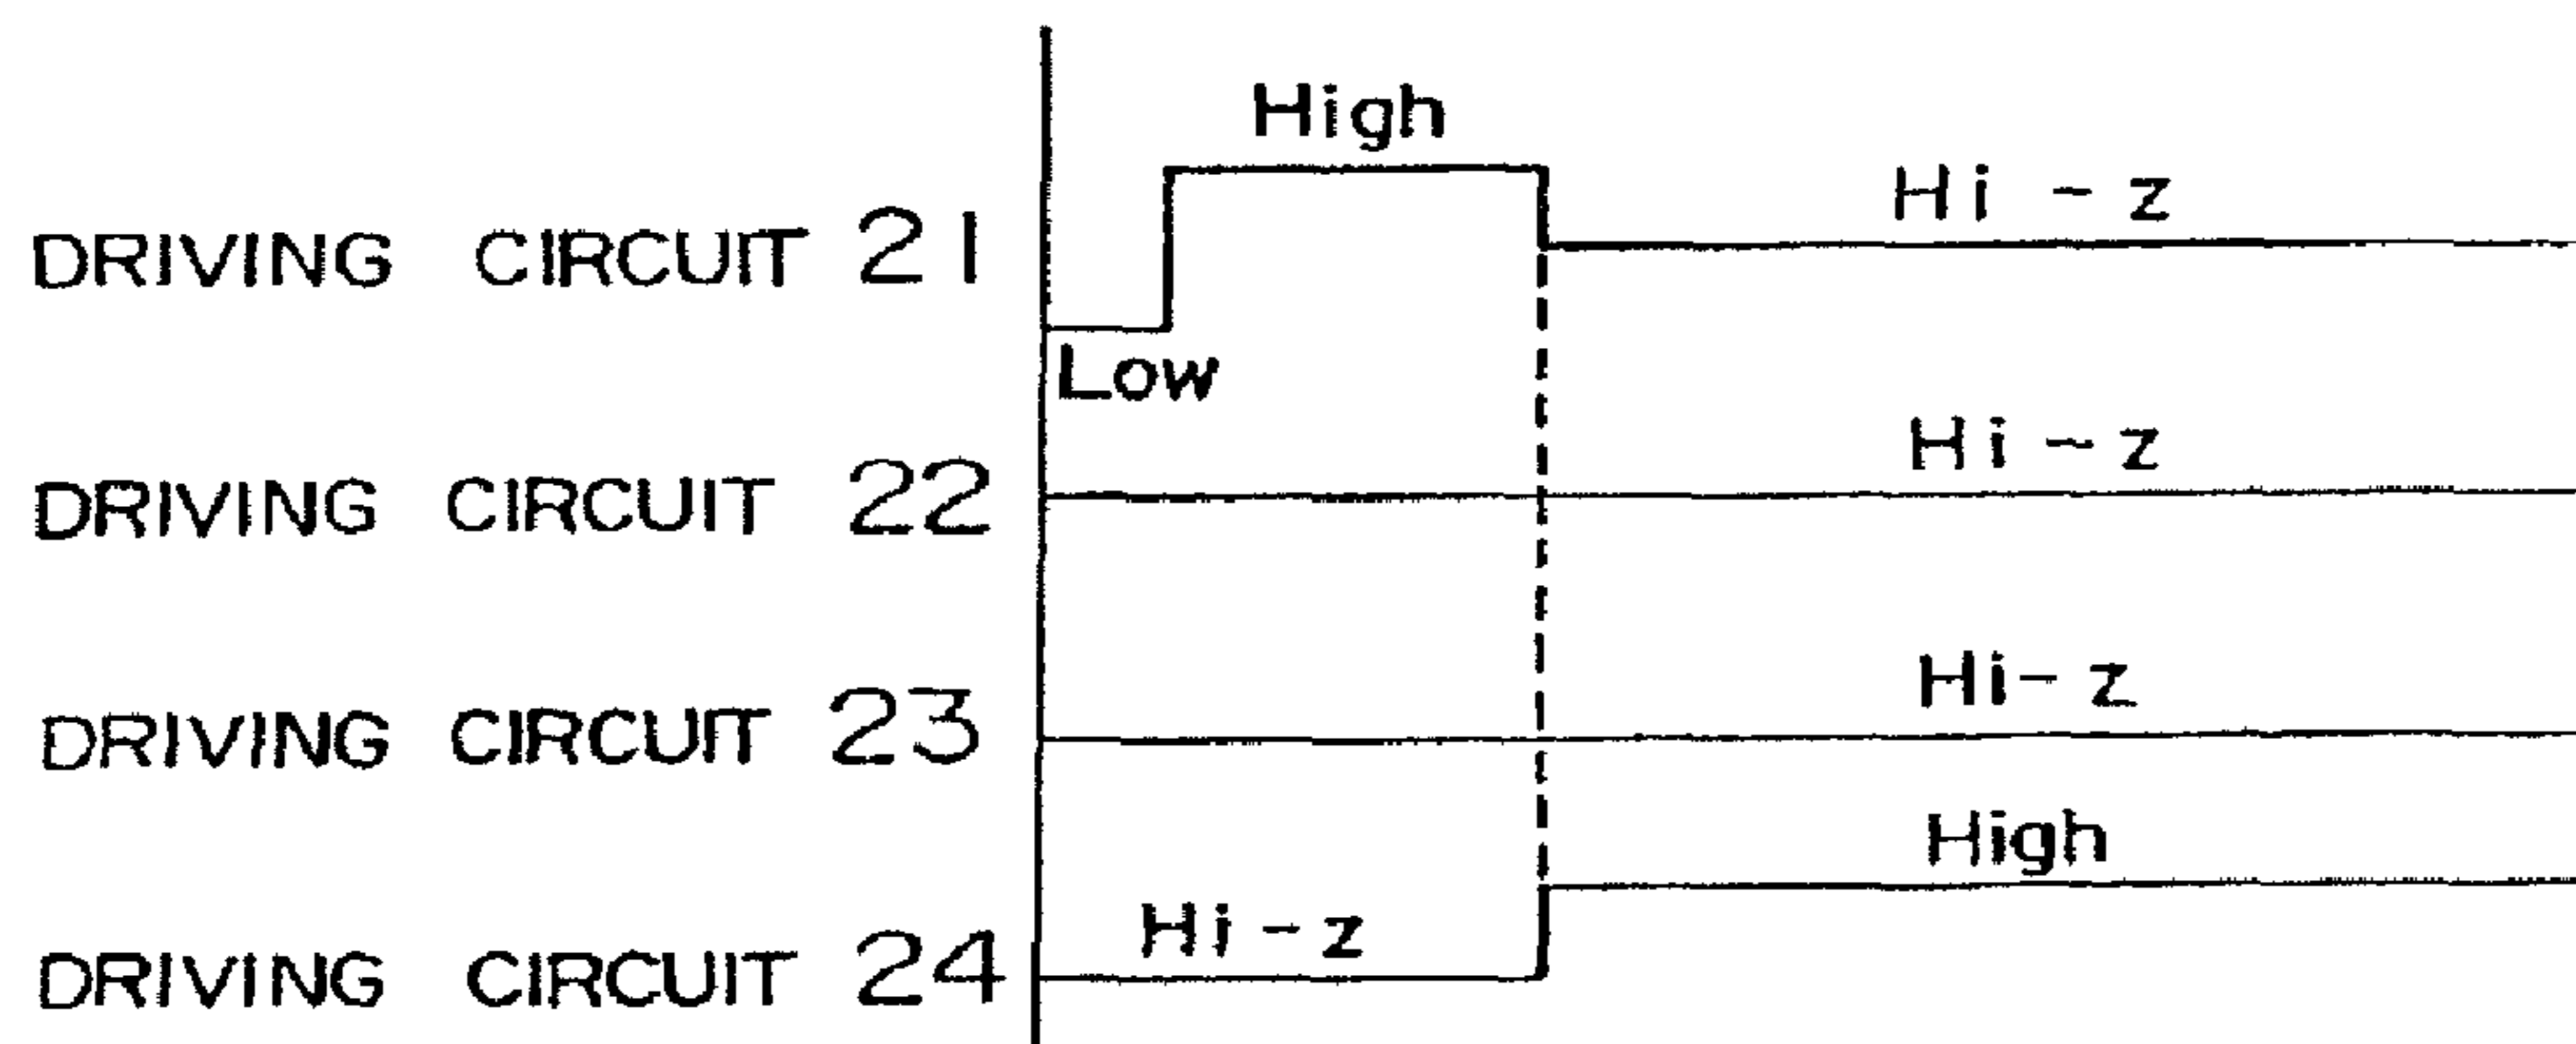 High
Hi-z
DRIVING CIRCUIT 21
Low
Hi-z
DRIVING CIRCUIT 22
Hi-z
DRIVING CIRCUIT 23
High
Hi-z
DRIVING CIRCUIT 24